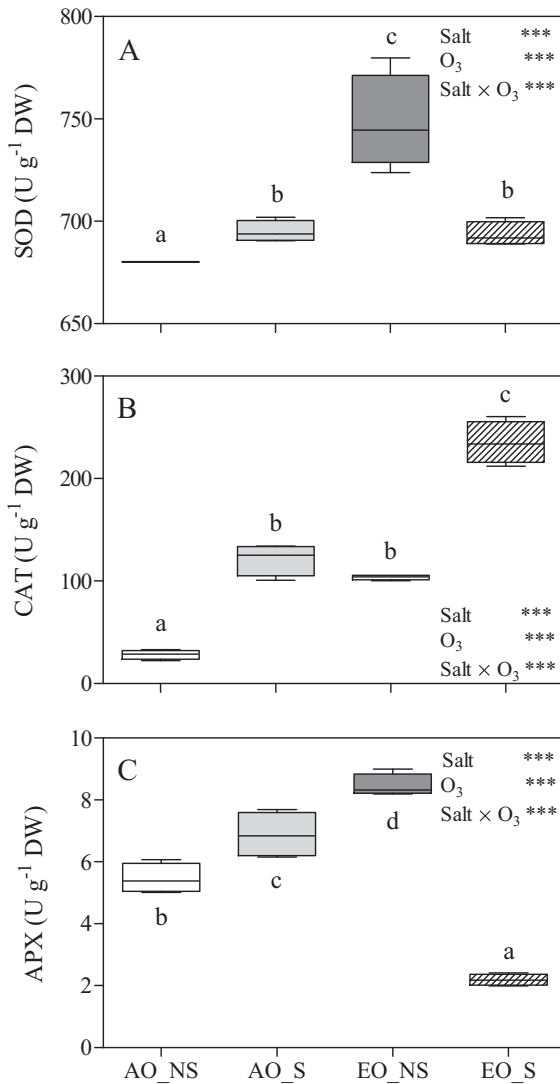 800
A
c
Salt ***
O₃ ***
Salt × O₃ ***
750
SOD (U g⁻¹ DW)
b
b
700
a
650
300
B
c
CAT (U g⁻¹ DW)
200
b
b
100
a
Salt ***
O₃ ***
Salt × O₃ ***
0
10
C
Salt ***
O₃ ***
Salt × O₃ ***
8
d
APX (U g⁻¹ DW)
6
c
b
4
a
2
0
AO_NS AO_S EO_NS EO_S